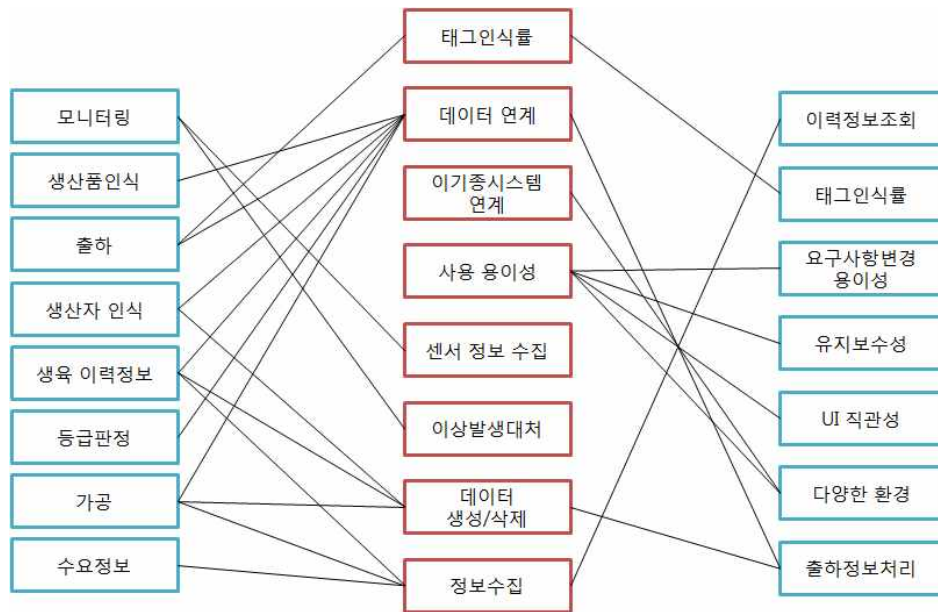 모니터링
생산품인식
출하
생산자 인식
생육 이력정보
등급판정
가공
수요정보
태그인식률
데이터 연계
이기종시스템
연계
사용 용이성
센서 정보 수집
이상발생대처
데이터
생성/삭제
정보수집
이력정보조회
태그인식률
요구사항변경
용이성
유지보수성
UI 직관성
다양한 환경
출하정보처리